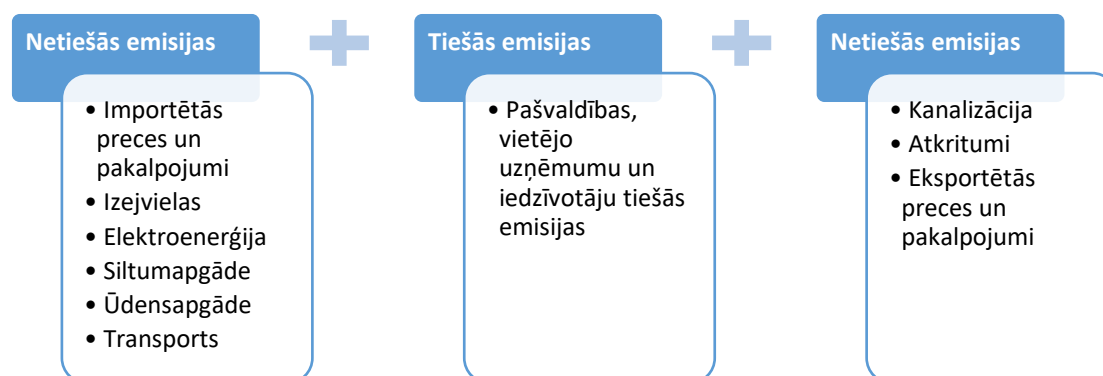 Netiešās emisijas
• Importētās
preces un
pakalpojumi
• Izejvielas
• Elektroenerģija
• Siltumapgāde
• Ūdensapgāde
• Transports
Tiešās emisijas
• Pašvaldības,
vietējo
uzņēmumu un
iedzīvotāju tiešās
emisijas
Netiešās emisijas
• Kanalizācija
• Atkritumi
• Eksportētās
preces un
pakalpojumi